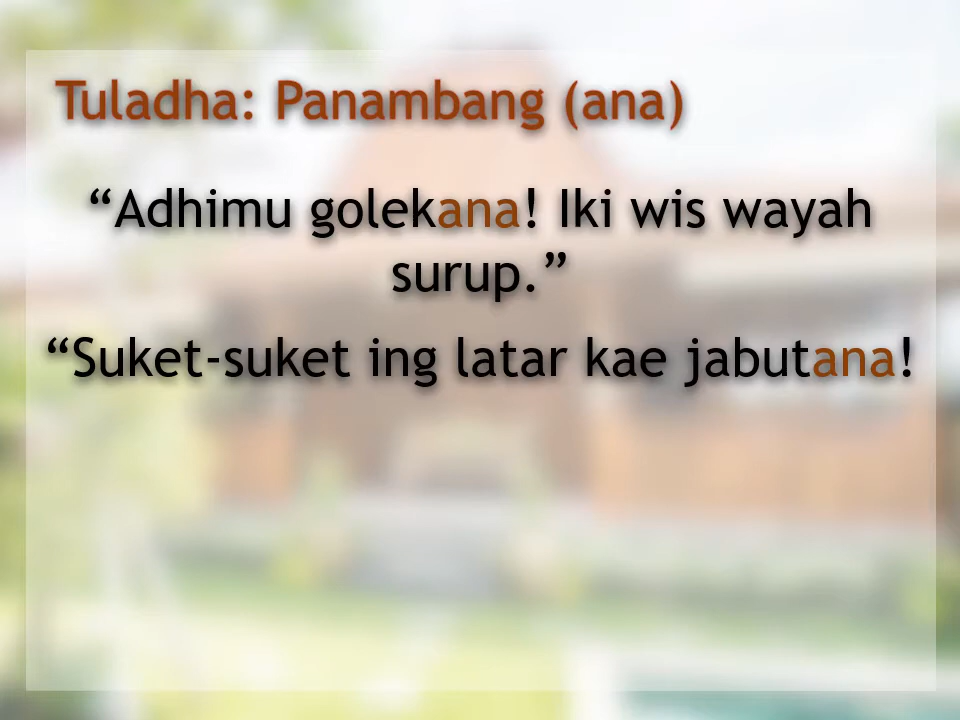 Tuladha: Panambang (ana)
“Adhimu golekana! Iki wis wayah
surup.”
“Suket-suket ing latar kae jabutana!